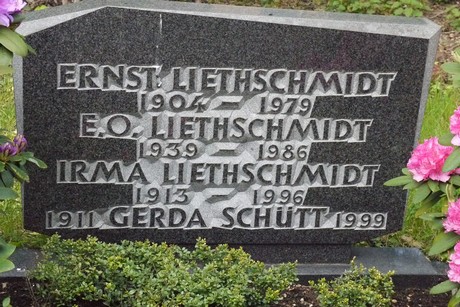 ERNST LIETHSCHMIDT
1904 - 1979
E.O. LIETHSCHMIDT
1939 - 1986
IRMA LIETHSCHMIDT
1913 - 1996
1911 GERDA SCHÜTT 1999